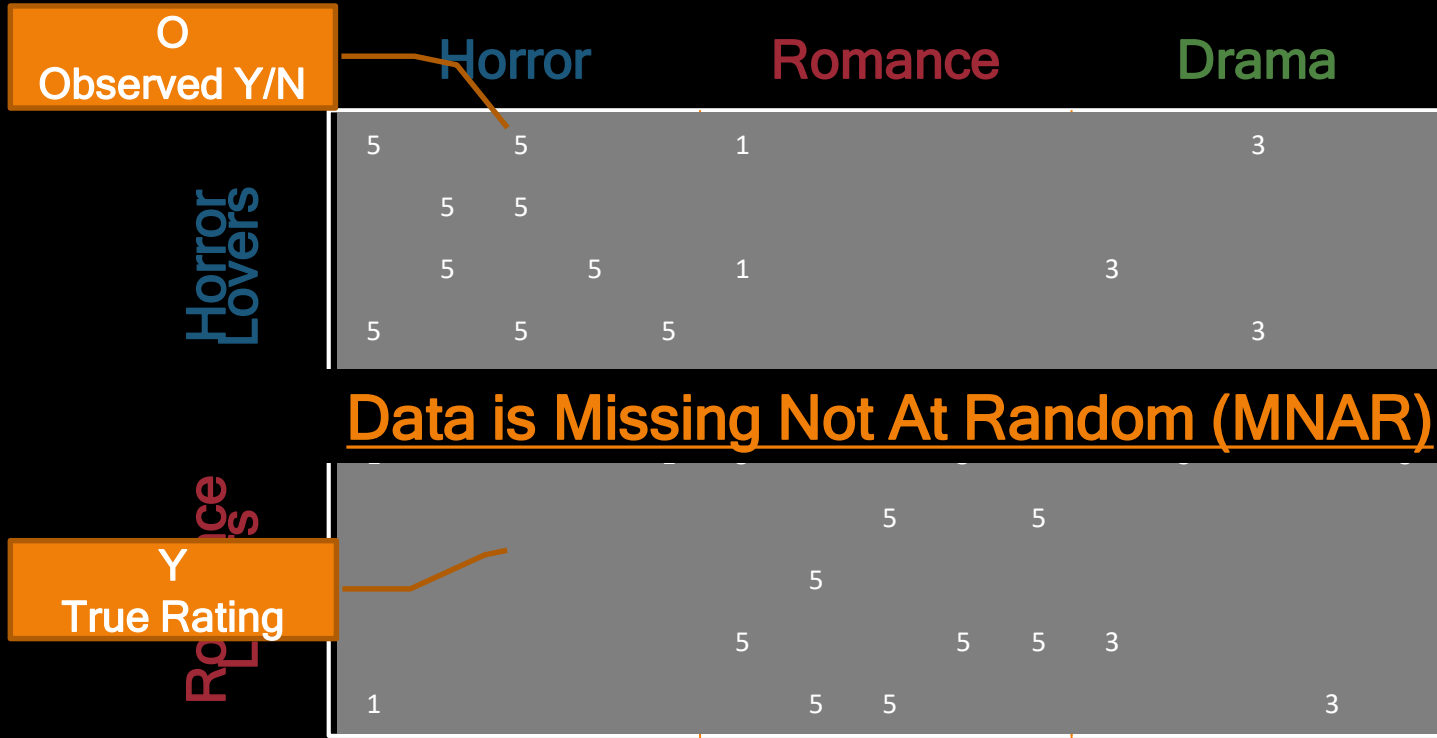 O
Observed Y/N
Horror Romance Drama
5 5 1 3
5 5
5 5 1 3
5 5 5 3
Horror
Lovers
Data is Missing Not At Random (MNAR)
5 5
5
5 5 5 3
1 5 5 3
Y
True Rating